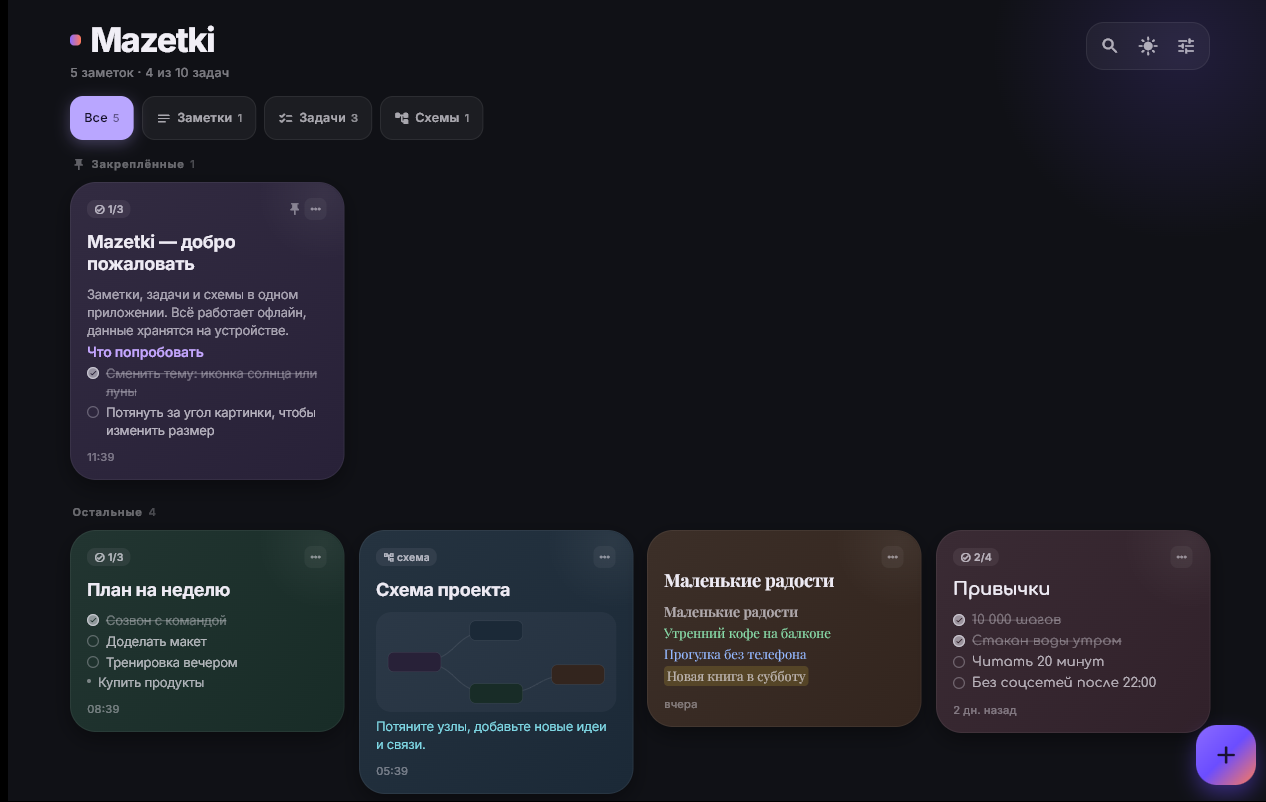 Mazetki
5 заметок · 4 из 10 задач
Все 5
Заметки 1
Задачи 3
Схемы 1
Закреплённые 1
1/3
Mazetki — добро
пожаловать
Заметки, задачи и схемы в одном
приложении. Всё работает офлайн,
данные хранятся на устройстве.
Что попробовать
Сменить тему: иконка солнца или
луны
Потянуть за угол картинки, чтобы
изменить размер
11:39
Остальные 4
1/3
План на неделю
Созвон с командой
Доделать макет
Тренировка вечером
Купить продукты
08:39
схема
Схема проекта
Потяните узлы, добавьте новые идеи
и связи.
05:39
Маленькие радости
Маленькие радости
Утренний кофе на балконе
Прогулка без телефона
Новая книга в субботу
вчера
2/4
Привычки
10 000 шагов
Стакан воды утром
Читать 20 минут
Без соцсетей после 22:00
2 дн. назад